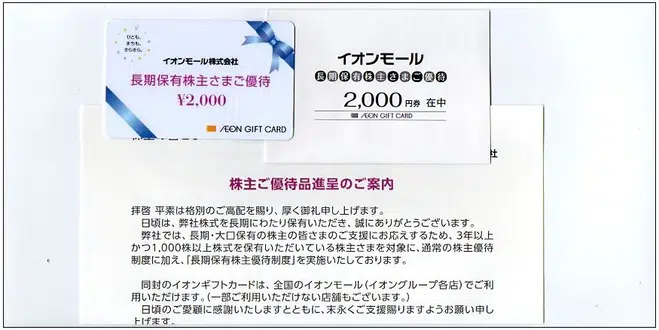 ひとも、
まちも、
きらきら。
イオンモール株式会社
長期保有株主さまご優待
¥2,000
ÆON GIFT CARD
イオンモール
長期保有株主さまご優待
2,000円券 在中
ÆON GIFT CARD
株主ご優待品進呈のご案内
拝啓 平素は格別のご高配を賜り、厚く御礼申し上げます。
日頃は、弊社株式を長期にわたり保有いただき、誠にありがとうございます。
弊社では、長期・大口保有の株主の皆さまのご支援にお応えするため、3年以上
かつ1,000株以上株式を保有いただいている株主さまを対象に、通常の株主優待
制度に加え、「長期保有株主優待制度」を実施いたしております。
同封のイオンギフトカードは、全国のイオンモール(イオングループ各店)でご利
用いただけます。(一部ご利用いただけない店舗もございます。)
日頃のご愛顧に感謝いたしますとともに、末永くご支援賜りますようお願い申し
上げます。